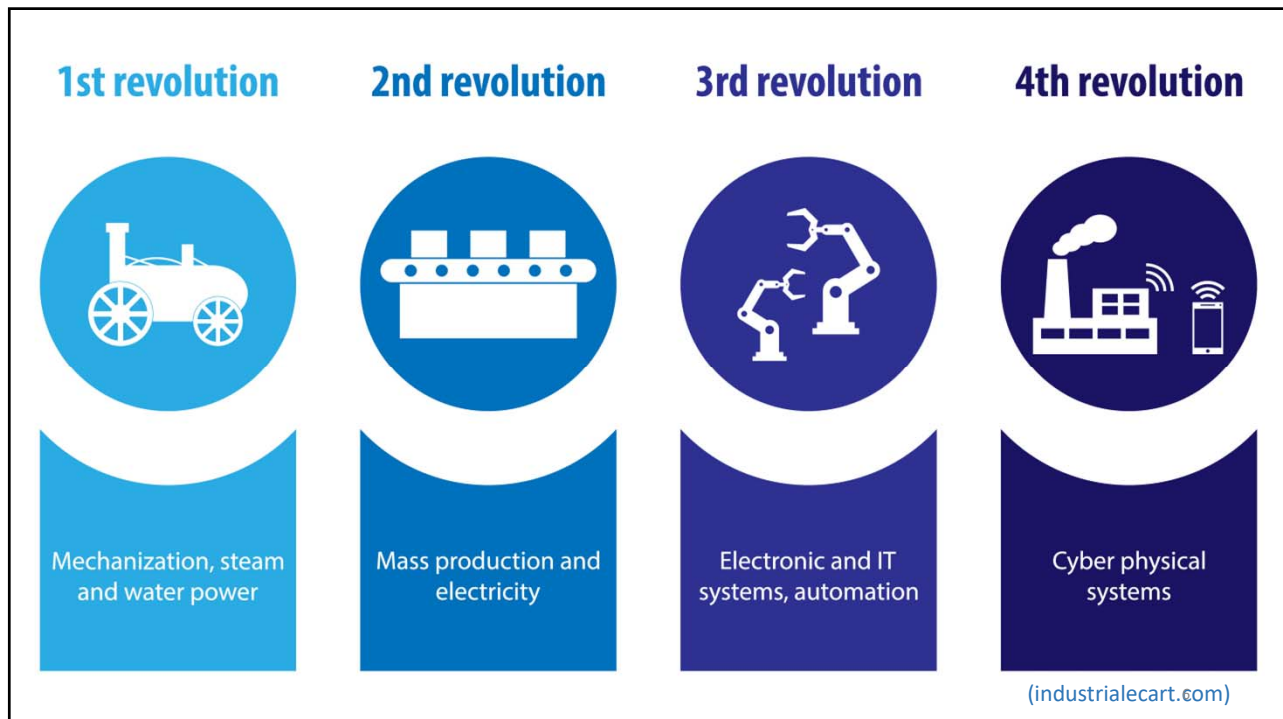 1st revolution
2nd revolution
3rd revolution
4th revolution
Mechanization, steam
and water power
Mass production and
electricity
Electronic and IT
systems, automation
Cyber physical
systems
(industrialecart.com)